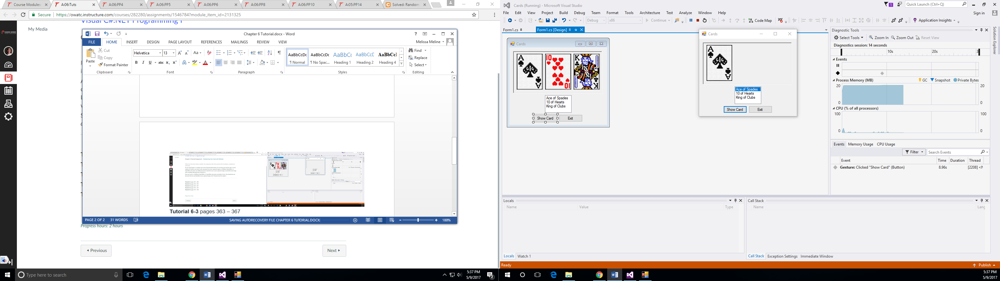 Course Modules:
A:06:Tuts
A:06:PP4
A:06:PP5
A:06:PP6
A:06:PP8
A:06:PP10
A:05:PP14
Solved: Random
Secure
https://owatc.instructure.com/courses/282280/assignments/1546784?module_item_id=2131325
Visual C#.NET Programming I
My Media
Chapter 6 Tutorial.docx - Word
FILE HOME INSERT DESIGN PAGE LAYOUT REFERENCES MAILINGS REVIEW VIEW
Melissa Meline
Paste
Cut
Copy
Format Painter
Helvetica 13
AaBbCcDc AaBbCcDc AaBbCc AaBbCcD AaBbCcI
¶ Normal ¶ No Spac... Heading 1 Heading 2 Heading 4
Find
Replace
Select
Clipboard Font Paragraph Styles Editing
Tutorial 6-3 pages 363 – 367
PAGE 2 OF 2 31 WORDS
SAVING AUTORECOVERY FILE CHAPTER 6 TUTORIAL.DOCX:
100%
Progress hours: 2 hours
Previous
Next
Type here to search
5:37 PM
5/9/2017
2
Cards (Running) - Microsoft Visual Studio
1
Quick Launch (Ctrl+Q)
File Edit View Project Build Debug Team Format Tools Architecture Test Analyze Window Help
Sign in
Debug x86 Continue Code Map Application Insights
Form1.cs
Form1.cs [Design]
Cards
A
A
10
10
K
K
Ace of Spades
10 of Hearts
King of Clubs
Show Card
Exit
Cards
A
A
Ace of Spades
10 of Hearts
King of Clubs
Show Card
Exit
Diagnostic Tools
Select Tools Zoom In Zoom Out Reset View
Diagnostics session: 14 seconds
10s 20s 3
Events
Process Memory (MB)
GC Snapshot Private Bytes
20 20
0 0
CPU (% of all processors)
100 100
0 0
Events Memory Usage CPU Usage
Filter Search Events
Event Time Duration Thread
Gesture: Clicked "Show Card" (Button) 8.96s [2208] <N
Solution Explorer
Locals
Name Value Type
Locals Watch 1
Call Stack
Name Lang
Call Stack Exception Settings Immediate Window
Ready
Publish
5:37 PM
5/9/2017